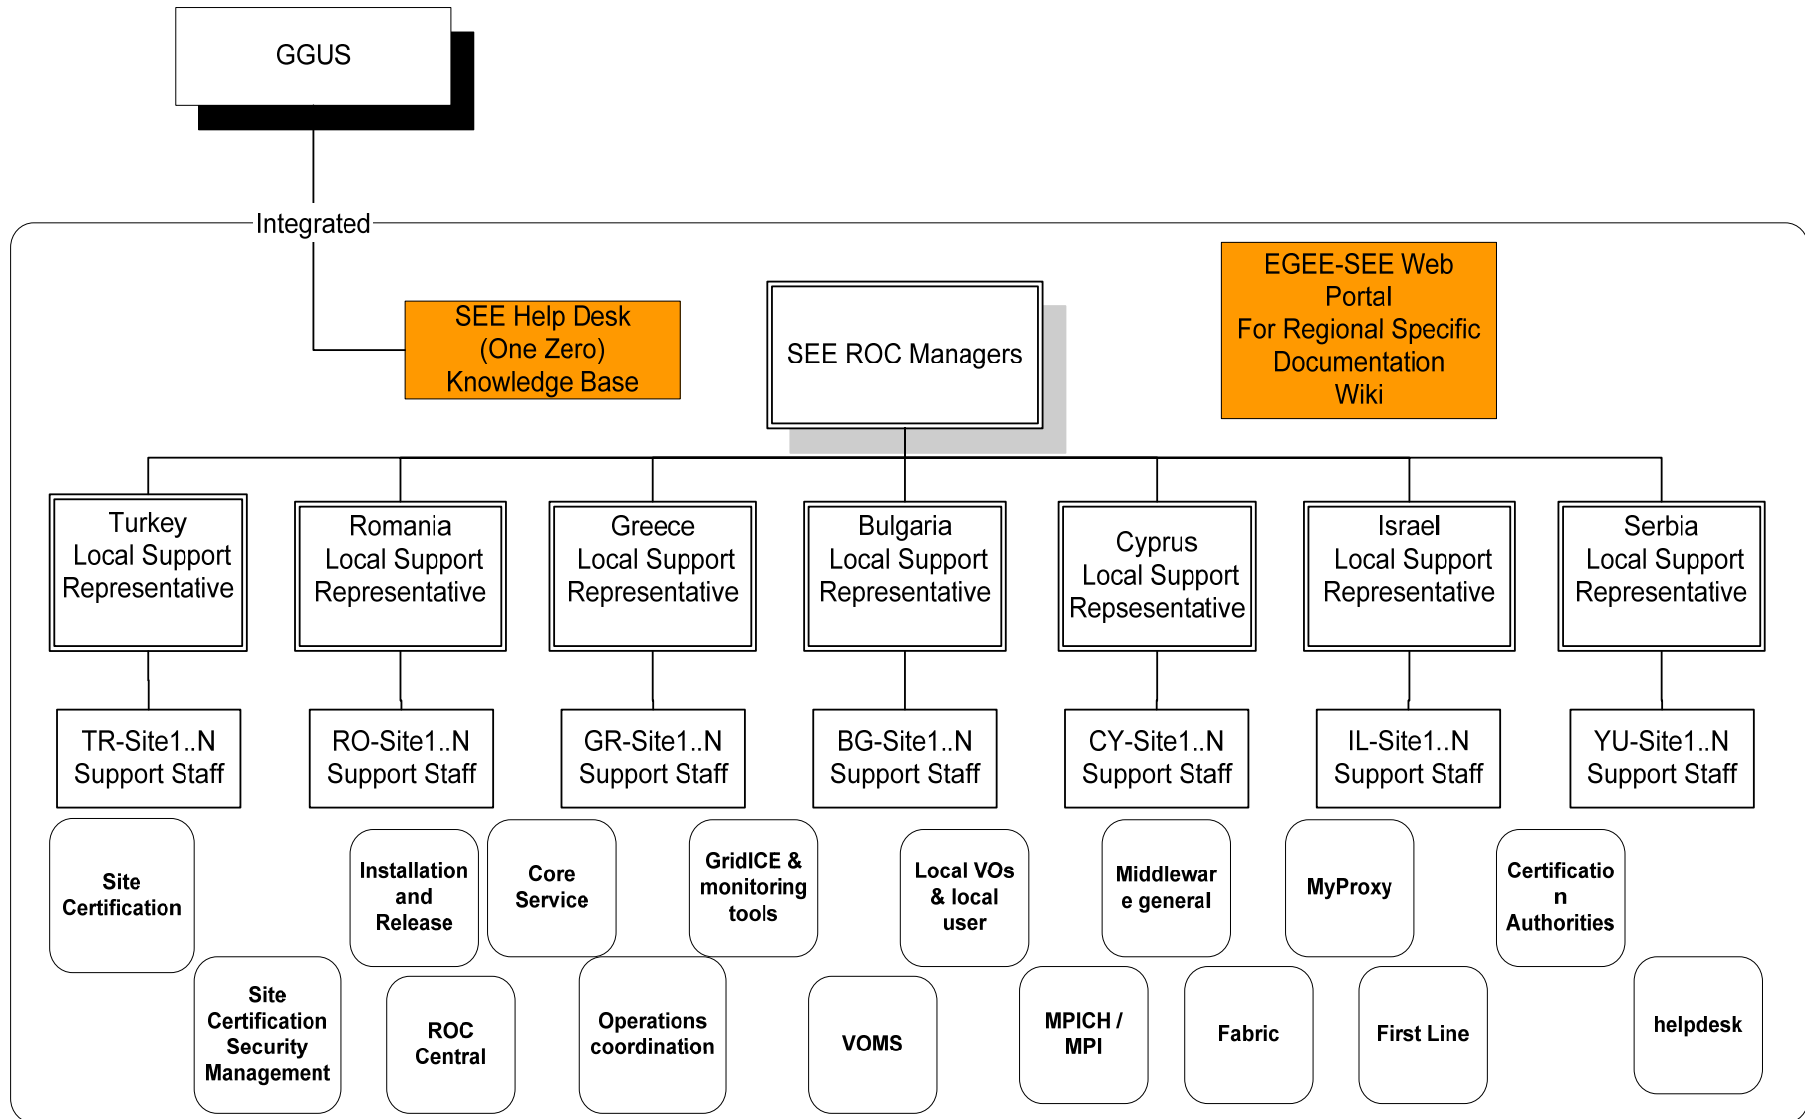 GGUS
Integrated
SEE Help Desk
(One Zero)
Knowledge Base
SEE ROC Managers
EGEE-SEE Web
Portal
For Regional Specific
Documentation
Wiki
Turkey
Local Support
Representative
Romania
Local Support
Representative
Greece
Local Support
Representative
Bulgaria
Local Support
Representative
Cyprus
Local Support
Repsesentative
Israel
Local Support
Representative
Serbia
Local Support
Representative
TR-Site1..N
Support Staff
RO-Site1..N
Support Staff
GR-Site1..N
Support Staff
BG-Site1..N
Support Staff
CY-Site1..N
Support Staff
IL-Site1..N
Support Staff
YU-Site1..N
Support Staff
Site
Certification
Installation
and
Release
Core
Service
GridICE &
monitoring
tools
Local VOs
& local
user
Middlewar
e general
MyProxy
Certificatio
n
Authorities
Site
Certification
Security
Management
ROC
Central
Operations
coordination
VOMS
MPICH /
MPI
Fabric
First Line
helpdesk